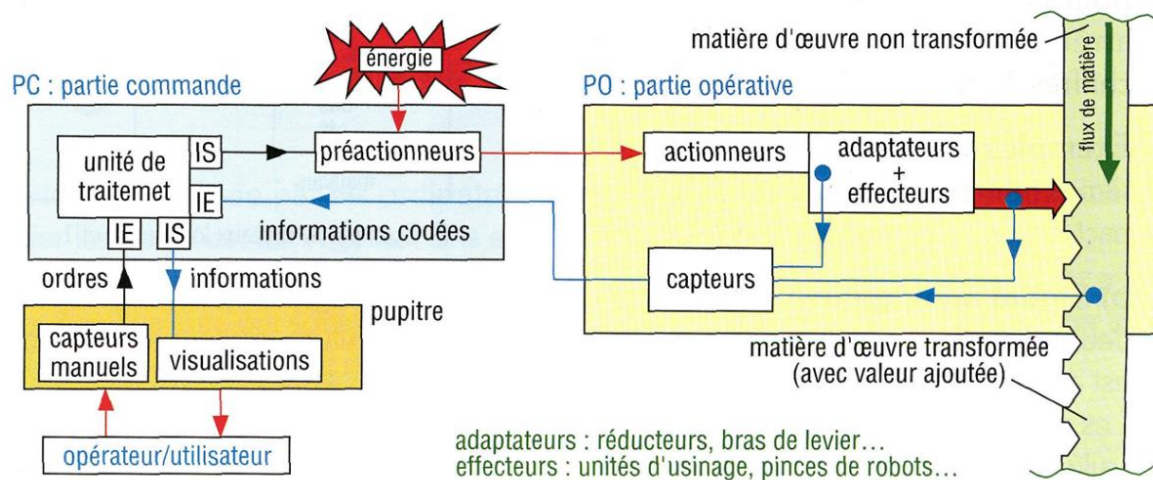 matière d'œuvre non transformée
énergie
PC : partie commande
PO : partie opérative
flux de matière
unité de
traitemet
IS
IE
IE
IS
préactionneurs
actionneurs
adaptateurs
+
effecteurs
informations codées
capteurs
ordres
informations
pupitre
capteurs
manuels
visualisations
matière d'œuvre transformée
(avec valeur ajoutée)
opérateur/utilisateur
adaptateurs : réducteurs, bras de levier…
effecteurs : unités d'usinage, pinces de robots…